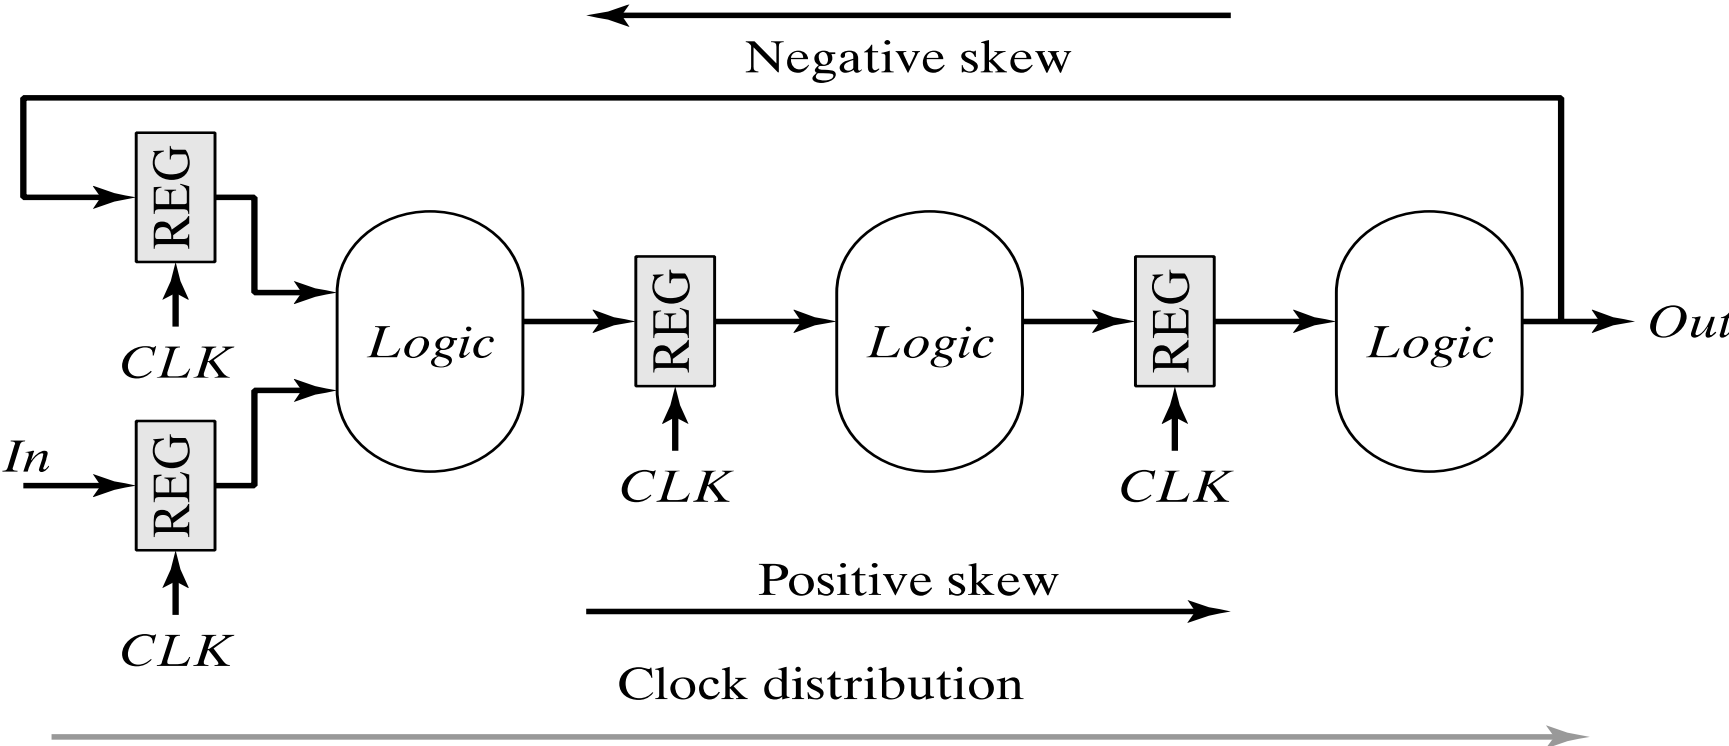 Negative skew
REG
CLK
In
REG
CLK
Logic
REG
CLK
Logic
REG
CLK
Logic
Out
Positive skew
Clock distribution